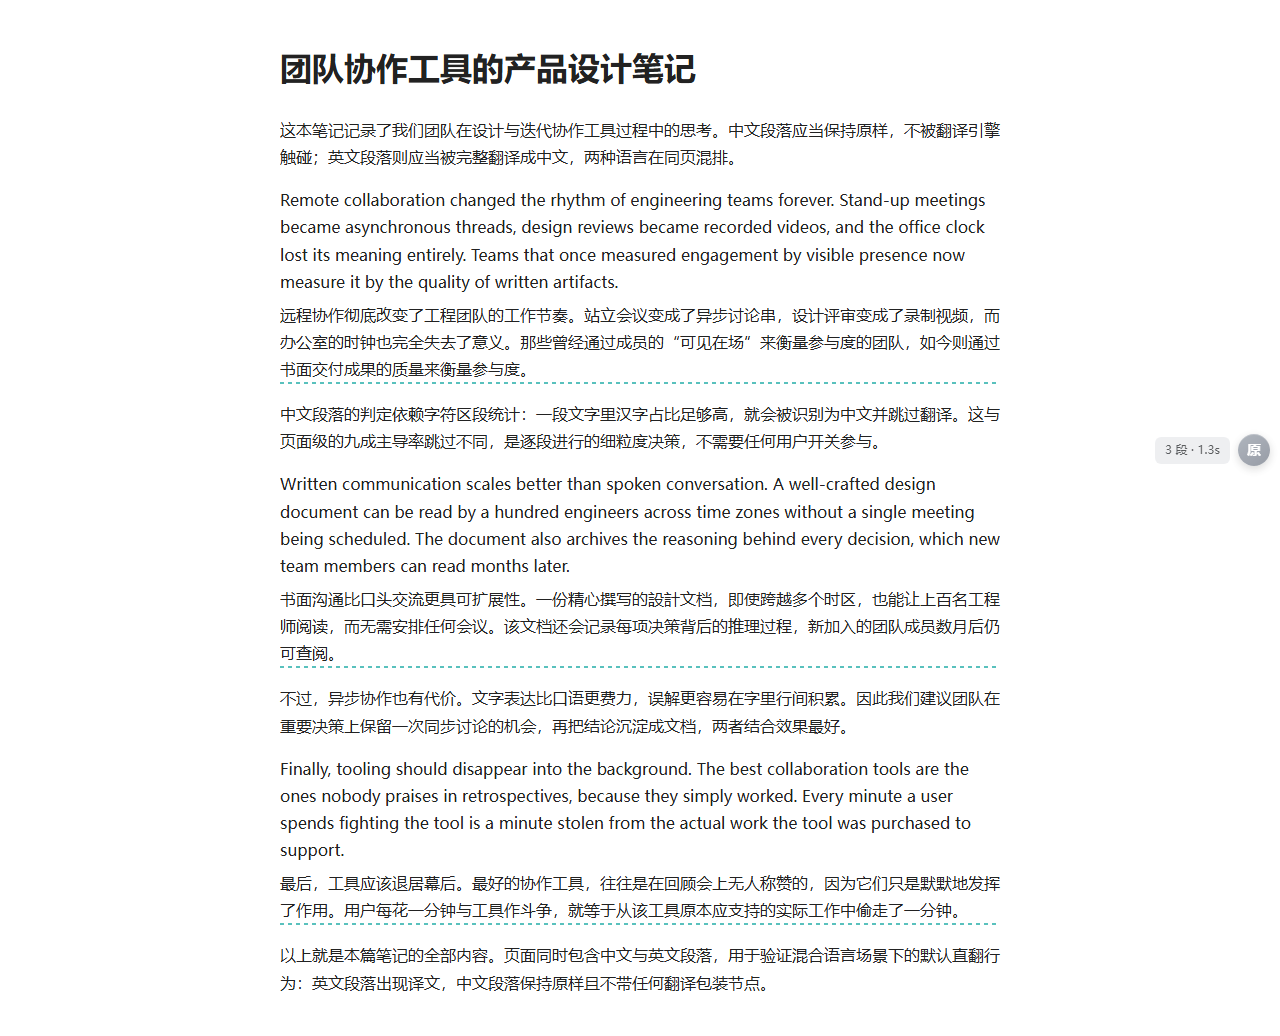 团队协作工具的产品设计笔记
这本笔记记录了我们团队在设计与迭代协作工具过程中的思考。中文段落应当保持原样，不被翻译引擎
触碰；英文段落则应当被完整翻译成中文，两种语言在同页混排。
Remote collaboration changed the rhythm of engineering teams forever. Stand-up meetings
became asynchronous threads, design reviews became recorded videos, and the office clock
lost its meaning entirely. Teams that once measured engagement by visible presence now
measure it by the quality of written artifacts.
远程协作彻底改变了工程团队的工作节奏。站立会议变成了异步讨论串，设计评审变成了录制视频，而
办公室的时钟也完全失去了意义。那些曾经通过成员的“可见在场”来衡量参与度的团队，如今则通过
书面交付成果的质量来衡量参与度。
中文段落的判定依赖字符区段统计：一段文字里汉字占比足够高，就会被识别为中文并跳过翻译。这与
页面级的九成主导率跳过不同，是逐段进行的细粒度决策，不需要任何用户开关参与。
3 段 · 1.3s
原
Written communication scales better than spoken conversation. A well-crafted design
document can be read by a hundred engineers across time zones without a single meeting
being scheduled. The document also archives the reasoning behind every decision, which new
team members can read months later.
书面沟通比口头交流更具可扩展性。一份精心撰写的設計文档，即使跨越多个时区，也能让上百名工程
师阅读，而无需安排任何会议。该文档还会记录每项决策背后的推理过程，新加入的团队成员数月后仍
可查阅。
不过，异步协作也有代价。文字表达比口语更费力，误解更容易在字里行间积累。因此我们建议团队在
重要决策上保留一次同步讨论的机会，再把结论沉淀成文档，两者结合效果最好。
Finally, tooling should disappear into the background. The best collaboration tools are the
ones nobody praises in retrospectives, because they simply worked. Every minute a user
spends fighting the tool is a minute stolen from the actual work the tool was purchased to
support.
最后，工具应该退居幕后。最好的协作工具，往往是在回顾会上无人称赞的，因为它们只是默默地发挥
了作用。用户每花一分钟与工具作斗争，就等于从该工具原本应支持的实际工作中偷走了一分钟。
以上就是本篇笔记的全部内容。页面同时包含中文与英文段落，用于验证混合语言场景下的默认直翻行
为：英文段落出现译文，中文段落保持原样且不带任何翻译包装节点。